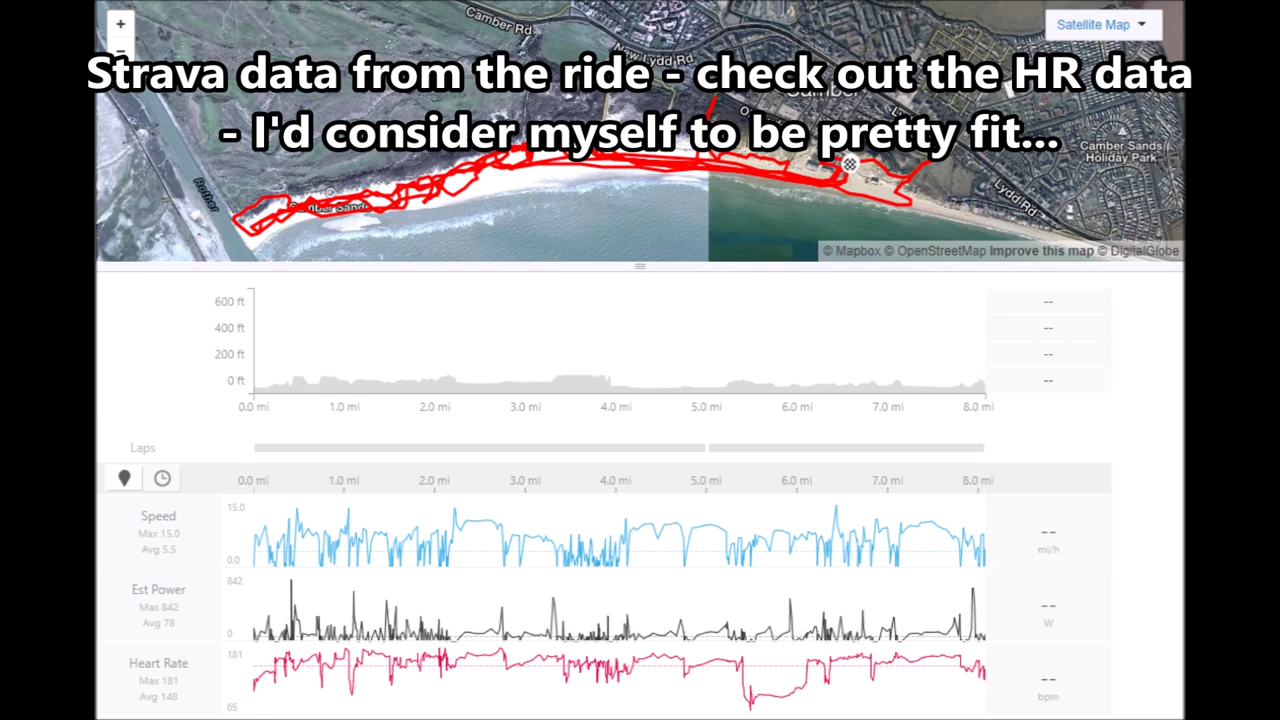 +
Camber Rd
Satellite Map
New Lydd Rd
Strava data from the ride - check out the HR data
- I'd consider myself to be pretty fit...
Camber Sands
Holiday Park
Rother
Camber Sands
Lydd Rd
© Mapbox © OpenStreetMap Improve this map © DigitalGlobe
600 ft --
400 ft --
200 ft --
0 ft --
0.0 mi 1.0 mi 2.0 mi 3.0 mi 4.0 mi 5.0 mi 6.0 mi 7.0 mi 8.0 mi
Laps
0.0 mi 1.0 mi 2.0 mi 3.0 mi 4.0 mi 5.0 mi 6.0 mi 7.0 mi 8.0 mi
Speed 15.0
Max 15.0 --
Avg 5.5 0.0 mi/h
Est Power 842
Max 842 --
Avg 78 0 W
Heart Rate 181
Max 181 --
Avg 148 65 bpm